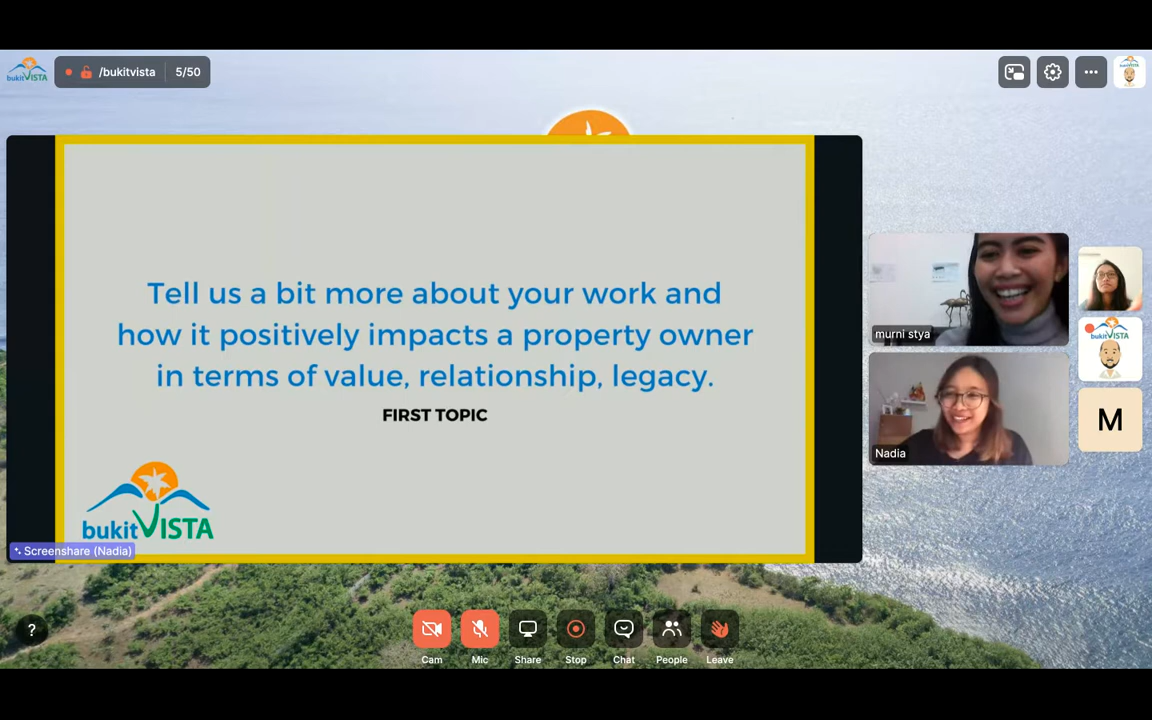 bukitVISTA
/bukitvista
5/50
Tell us a bit more about your work and
how it positively impacts a property owner
in terms of value, relationship, legacy.
FIRST TOPIC
bukitVISTA
Screenshare (Nadia)
murni stya
Nadia
bukitVISTA
M
?
Cam
Mic
Share
Stop
Chat
People
Leave